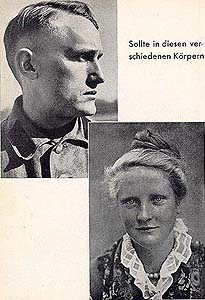 Sollte in diesen ver-
schiedenen Körpern